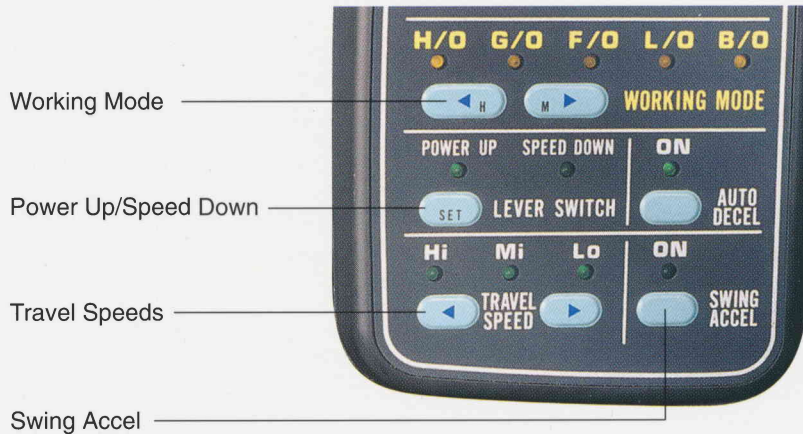 H/O G/O F/O L/O B/O
Working Mode
H M WORKING MODE
POWER UP SPEED DOWN ON
Power Up/Speed Down
SET LEVER SWITCH AUTO
DECEL
Hi Mi Lo ON
Travel Speeds
TRAVEL
SPEED
SWING
ACCEL
Swing Accel